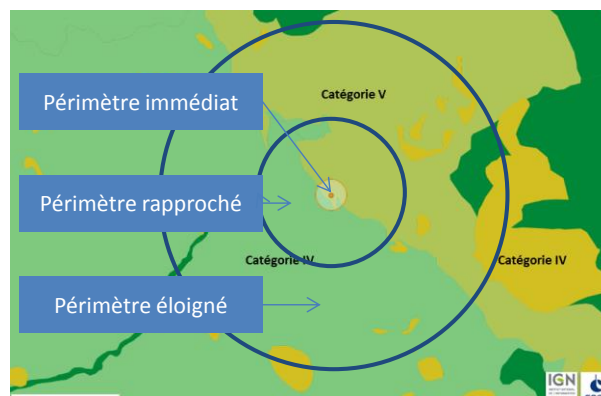 Catégorie V
Périmètre immédiat
Périmètre rapproché
Catégorie IV
Catégorie IV
Périmètre éloigné
IGN